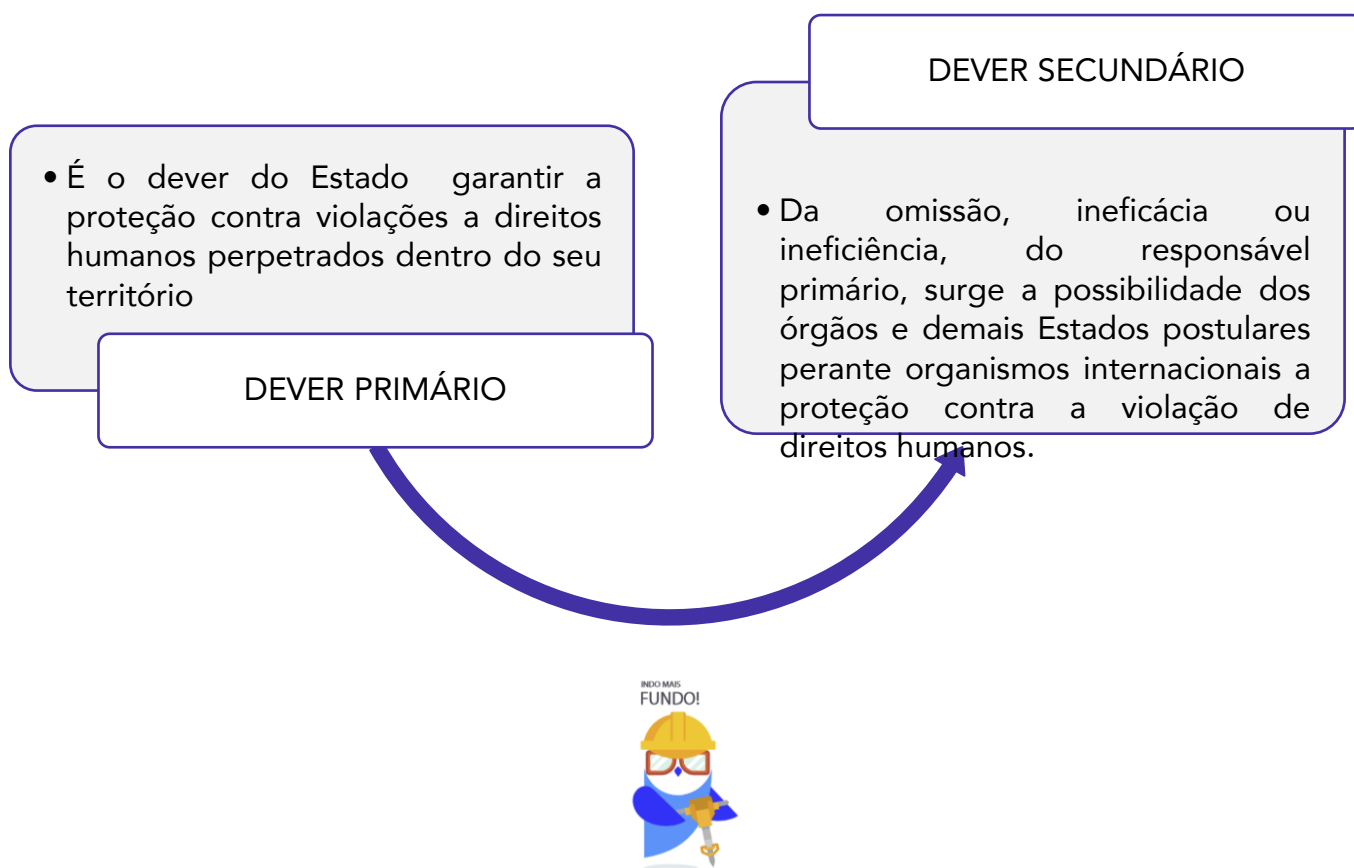 • É o dever do Estado garantir a
proteção contra violações a direitos
humanos perpetrados dentro do seu
território
DEVER PRIMÁRIO
DEVER SECUNDÁRIO
• Da omissão, ineficácia ou
ineficiência, do responsável
primário, surge a possibilidade dos
órgãos e demais Estados postulares
perante organismos internacionais a
proteção contra a violação de
direitos humanos.
INDO MAIS
FUNDO!